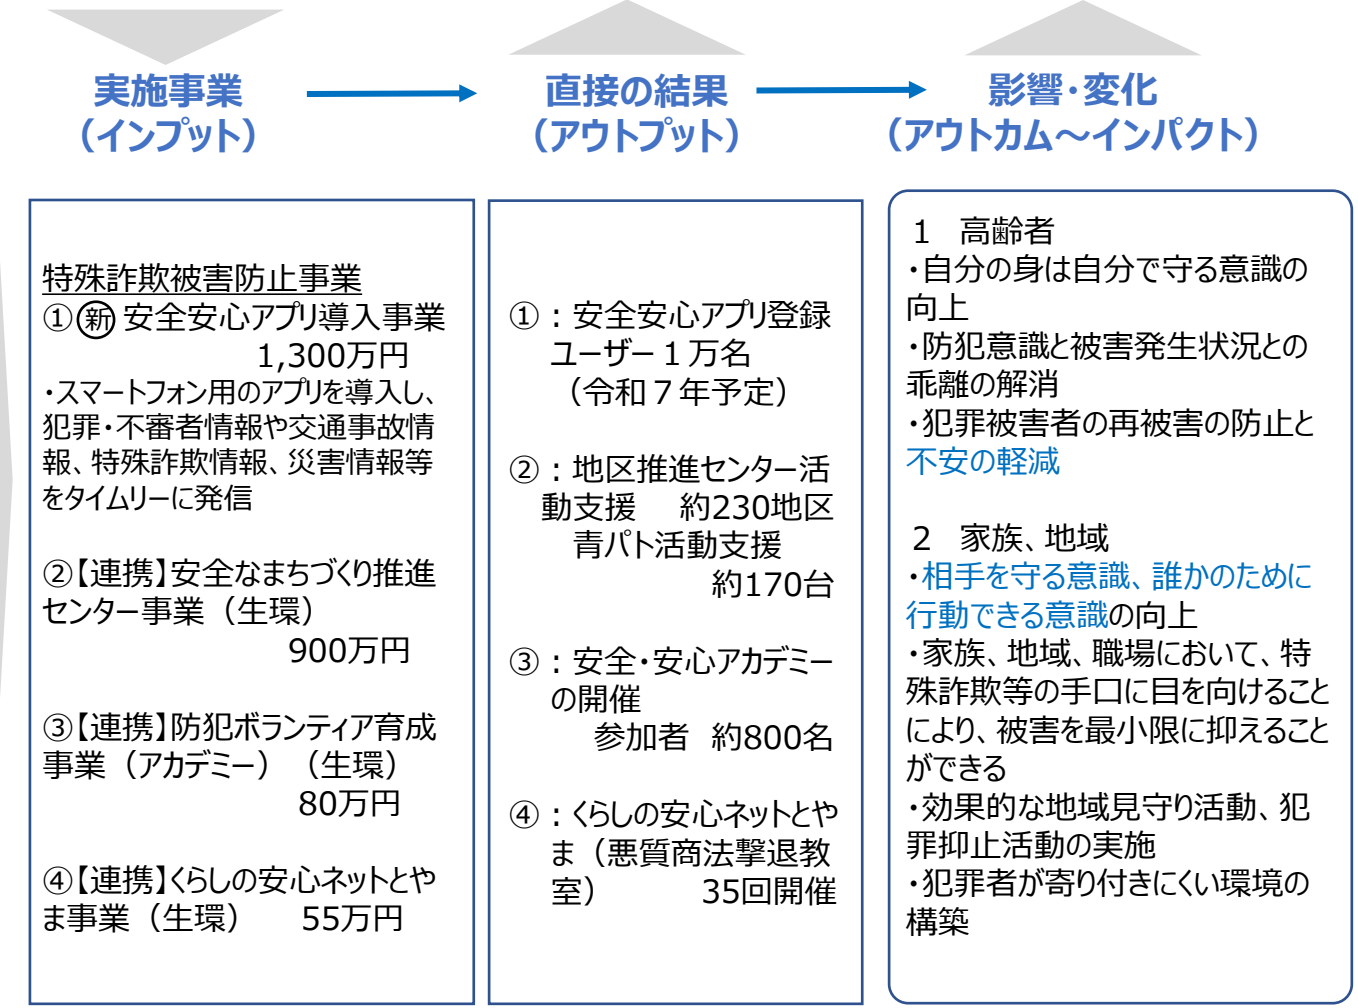 実施事業
（インプット）
直接の結果
（アウトプット）
影響・変化
（アウトカム～インパクト）
特殊詐欺被害防止事業
①㊟新 安全安心アプリ導入事業
1,300万円
・スマートフォン用のアプリを導入し、
犯罪・不審者情報や交通事故情
報、特殊詐欺情報、災害情報等
をタイムリーに発信
②【連携】安全なまちづくり推進
センター事業（生環）
900万円
③【連携】防犯ボランティア育成
事業（アカデミー）（生環）
80万円
④【連携】くらしの安心ネットとや
ま事業（生環）　55万円
①：安全安心アプリ登録
ユーザー１万名
（令和７年予定）
②：地区推進センター活
動支援　約230地区
青パト活動支援
約170台
③：安全・安心アカデミー
の開催
参加者　約800名
④：くらしの安心ネットとや
ま（悪質商法撃退教
室）　35回開催
１　高齢者
・自分の身は自分で守る意識の
向上
・防犯意識と被害発生状況との
乖離の解消
・犯罪被害者の再被害の防止と
不安の軽減
２　家族、地域
・相手を守る意識、誰かのために
行動できる意識の向上
・家族、地域、職場において、特
殊詐欺等の手口に目を向けること
により、被害を最小限に抑えること
ができる
・効果的な地域見守り活動、犯
罪抑止活動の実施
・犯罪者が寄り付きにくい環境の
構築